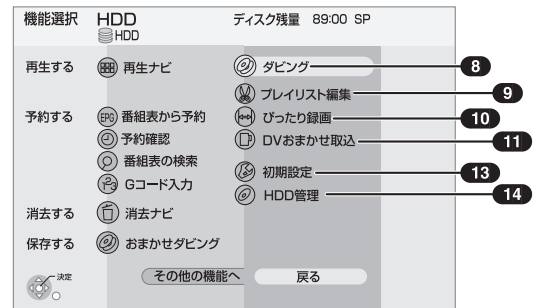 機能選択 HDD ディスク残量 89:00 SP
HDD
再生する 再生ナビ ダビング 8
プレイリスト編集 9
予約する EPG 番組表から予約 ぴったり録画 10
予約確認 DVおまかせ取込 11
番組表の検索 初期設定 13
Gコード入力 HDD管理 14
消去する 消去ナビ
保存する おまかせダビング
決定 その他の機能へ 戻る